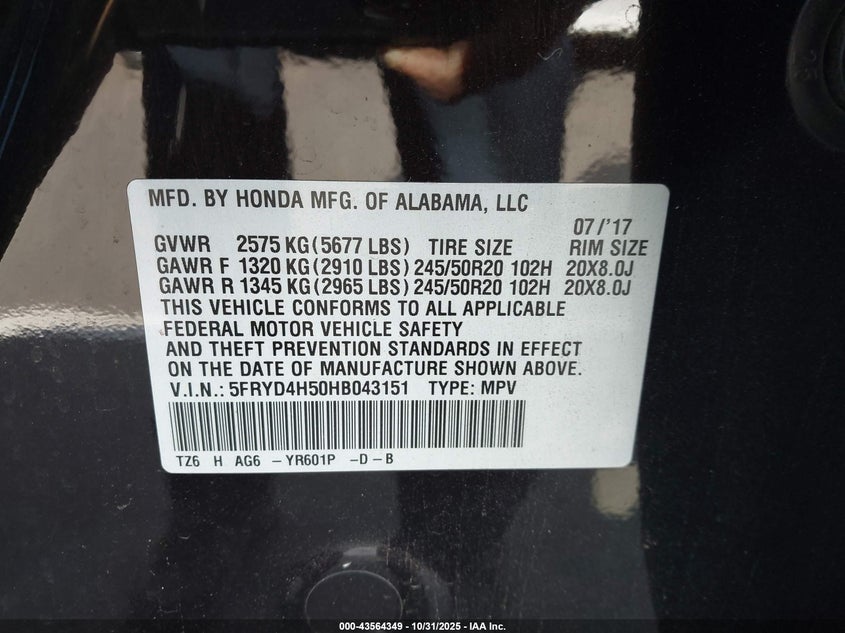 MFD. BY HONDA MFG. OF ALABAMA, LLC
07/'17
GVWR 2575 KG(5677 LBS) TIRE SIZE RIM SIZE
GAWR F 1320 KG(2910 LBS) 245/50R20 102H 20X8.0J
GAWR R 1345 KG(2965 LBS) 245/50R20 102H 20X8.0J
THIS VEHICLE CONFORMS TO ALL APPLICABLE
FEDERAL MOTOR VEHICLE SAFETY
AND THEFT PREVENTION STANDARDS IN EFFECT
ON THE DATE OF MANUFACTURE SHOWN ABOVE.
V.I.N.: 5FRYD4H50HB043151 TYPE: MPV
TZ6 H AG6 -YR601P -D-B
000-43564349 - 10/31/2025 - IAA Inc.